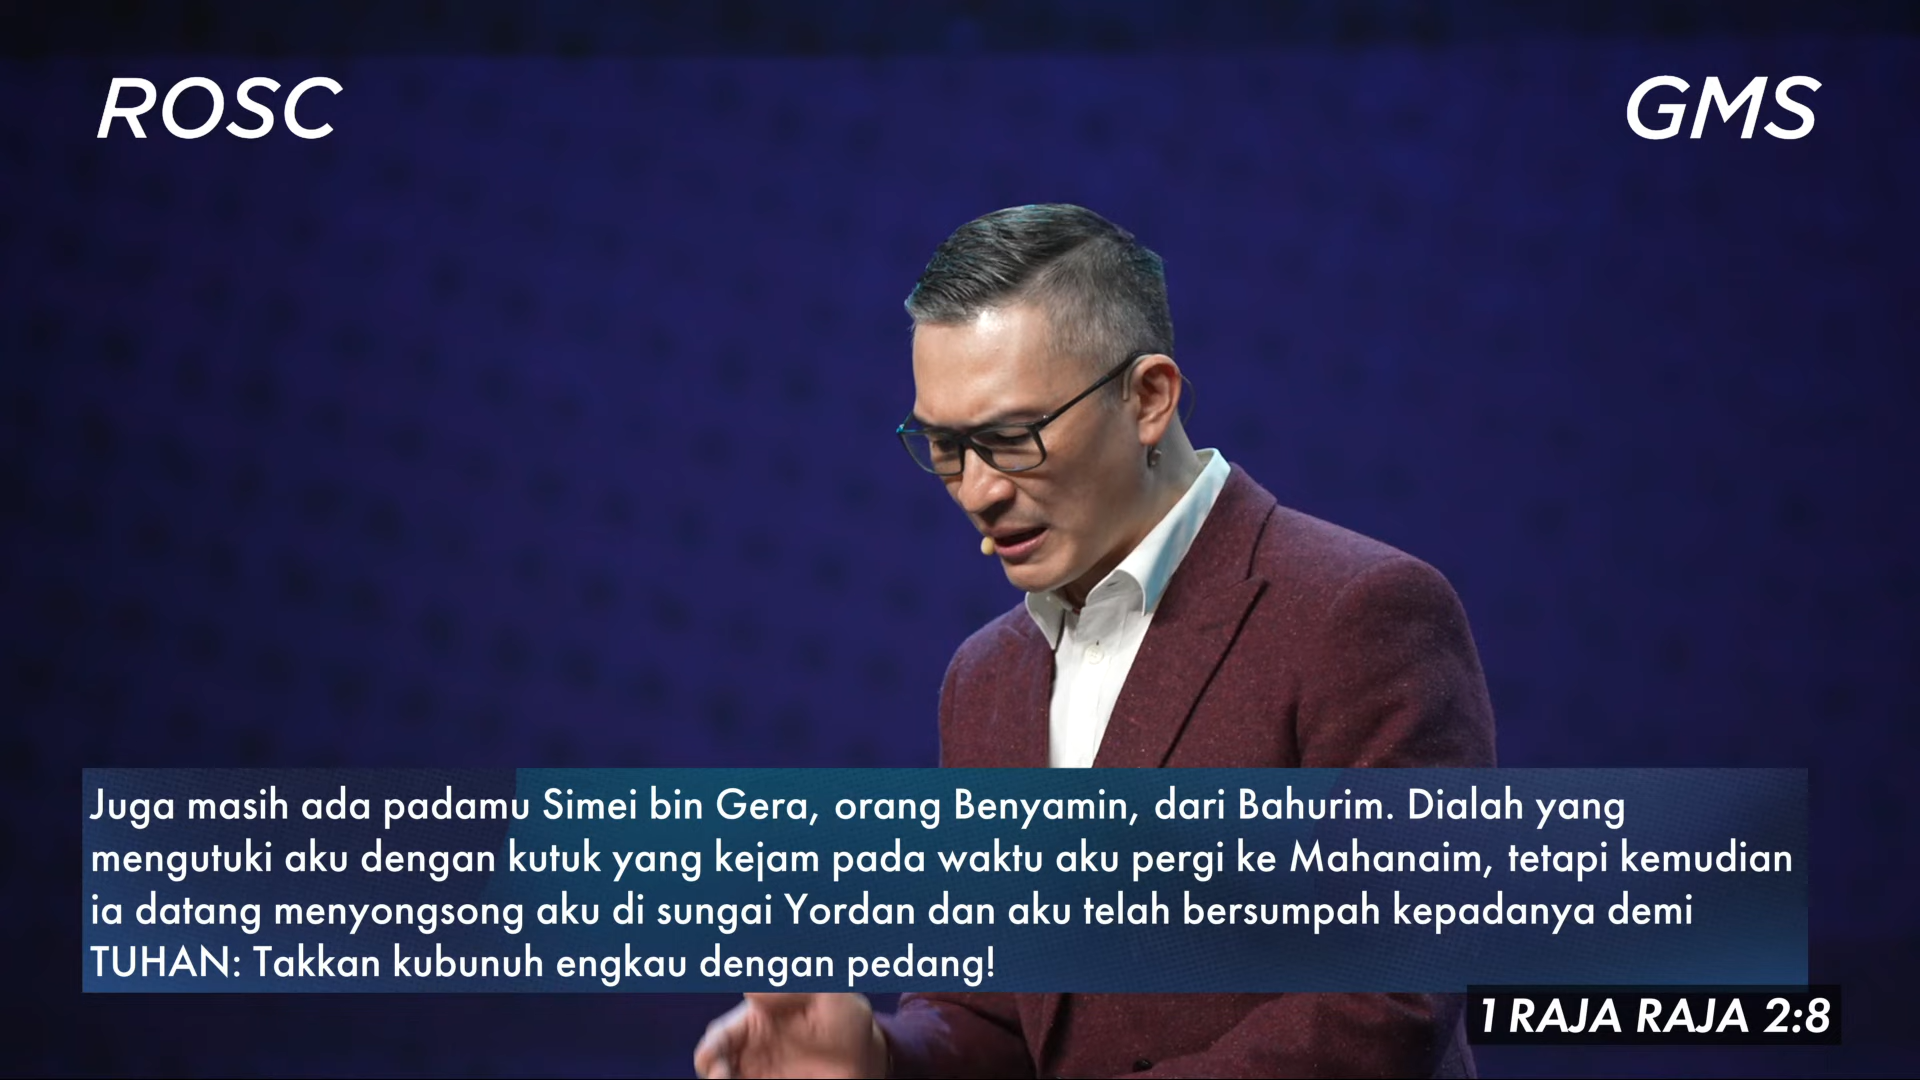 ROSC
GMS
Juga masih ada padamu Simei bin Gera, orang Benyamin, dari Bahurim. Dialah yang
mengutuki aku dengan kutuk yang kejam pada waktu aku pergi ke Mahanaim, tetapi kemudian
ia datang menyongsong aku di sungai Yordan dan aku telah bersumpah kepadanya demi
TUHAN: Takkan kubunuh engkau dengan pedang!
1 RAJA RAJA 2:8